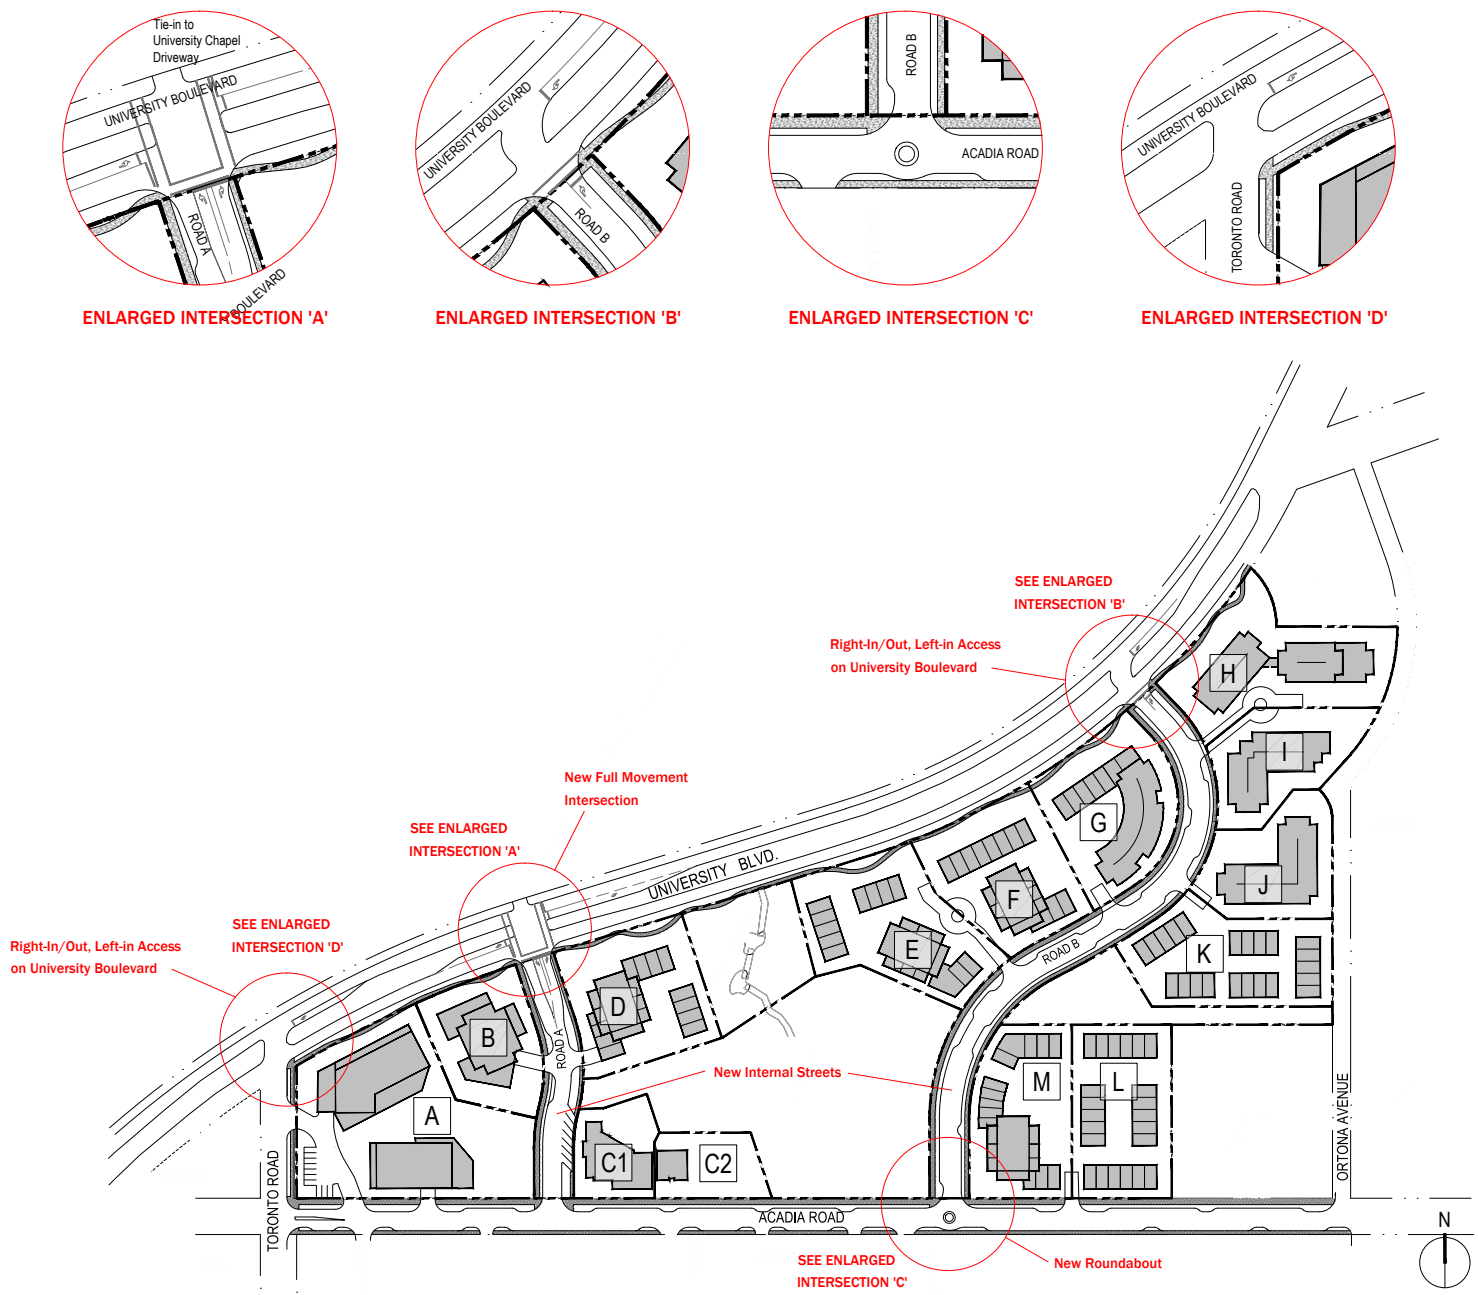 Tie-in to
University Chapel
Driveway
UNIVERSITY BOULEVARD
ROAD A
BOULEVARD
ENLARGED INTERSECTION 'A'
UNIVERSITY BOULEVARD
ROAD B
ENLARGED INTERSECTION 'B'
ROAD B
ACADIA ROAD
ENLARGED INTERSECTION 'C'
UNIVERSITY BOULEVARD
TORONTO ROAD
ENLARGED INTERSECTION 'D'
SEE ENLARGED
INTERSECTION 'B'
Right-In/Out, Left-in Access
on University Boulevard
H
I
New Full Movement
Intersection
SEE ENLARGED
INTERSECTION 'A'
G
UNIVERSITY BLVD.
J
F
SEE ENLARGED
INTERSECTION 'D'
Right-In/Out, Left-in Access
on University Boulevard
E
ROAD B
K
D
B
ROAD A
New Internal Streets
M
L
A
ORTONA AVENUE
C1
C2
TORONTO ROAD
ACADIA ROAD
N
SEE ENLARGED
INTERSECTION 'C'
New Roundabout